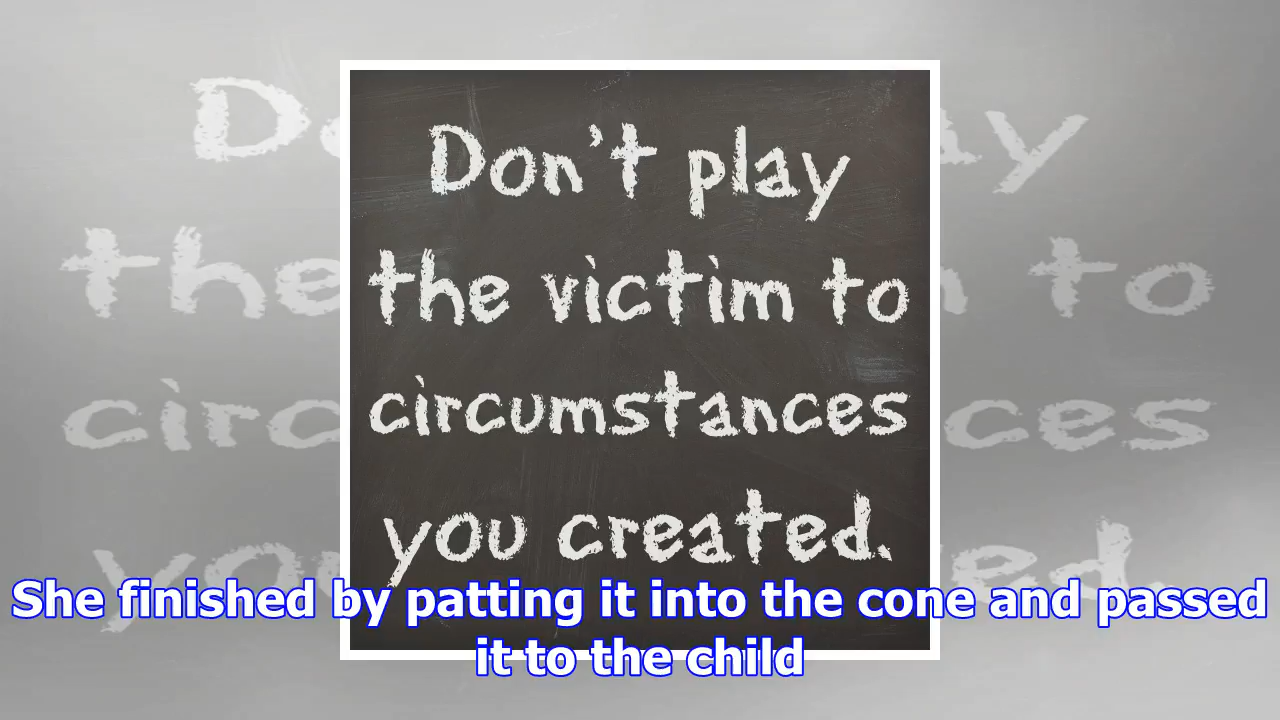 Don't play
the victim to
circumstances
you created.
She finished by patting it into the cone and passed
it to the child